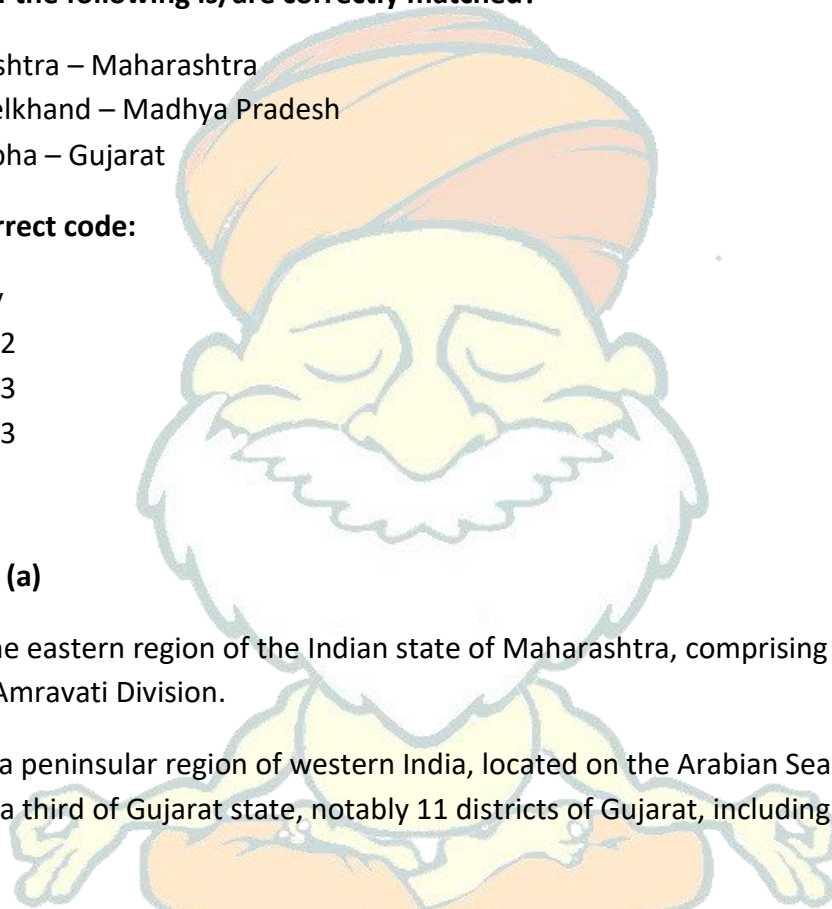 the following is/are correctly matched?
shtra – Maharashtra
elkhand – Madhya Pradesh
bha – Gujarat
rrect code:
2
3
3
(a)
he eastern region of the Indian state of Maharashtra, comprising
Amravati Division.
a peninsular region of western India, located on the Arabian Sea
a third of Gujarat state, notably 11 districts of Gujarat, including